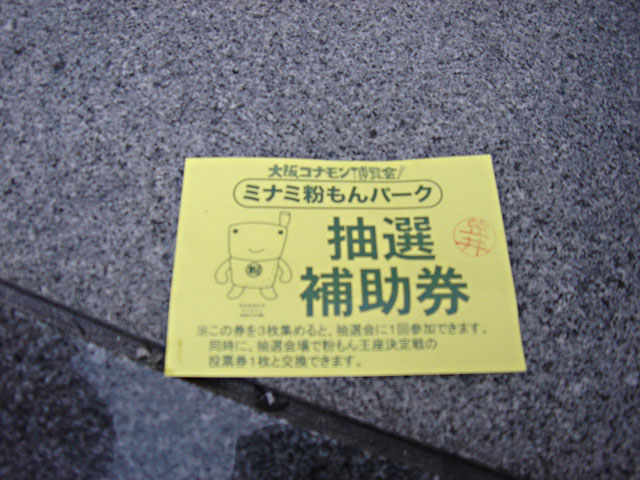 大阪コナモン博覧会!
ミナミ粉もんパーク
抽選
補助券
笠井
粉
※この券を3枚集めると、抽選会に1回参加できます。
同時に、抽選会場で粉もん王座決定戦の
投票券1枚と交換できます。